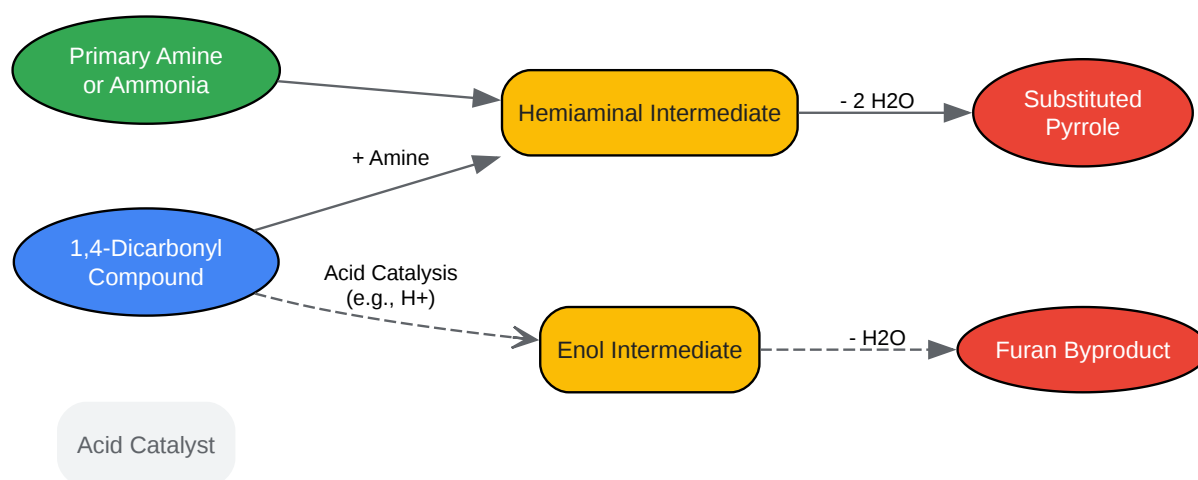 Primary Amine
or Ammonia
Hemiaminal Intermediate
- 2 H2O
Substituted
Pyrrole
+ Amine
1,4-Dicarbonyl
Compound
Acid Catalysis
(e.g., H+)
Enol Intermediate
- H2O
Furan Byproduct
Acid Catalyst